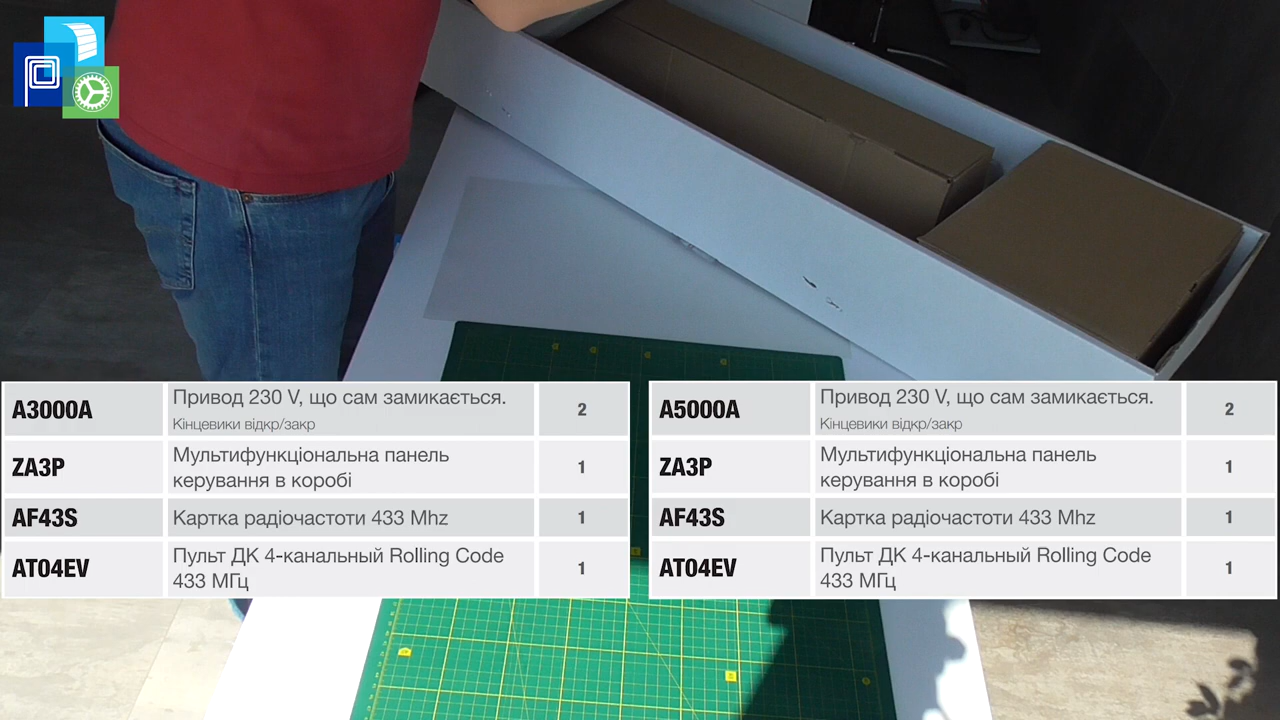 A3000A
Привод 230 V, що сам замикається.
Кінцевики відкр/закр
2
ZA3P
Мультифункціональна панель
керування в коробі
1
AF43S
Картка радіочастоти 433 Mhz
1
AT04EV
Пульт ДК 4-канальный Rolling Code
433 МГц
1
A5000A
Привод 230 V, що сам замикається.
Кінцевики відкр/закр
2
ZA3P
Мультифункціональна панель
керування в коробі
1
AF43S
Картка радіочастоти 433 Mhz
1
AT04EV
Пульт ДК 4-канальный Rolling Code
433 МГц
1